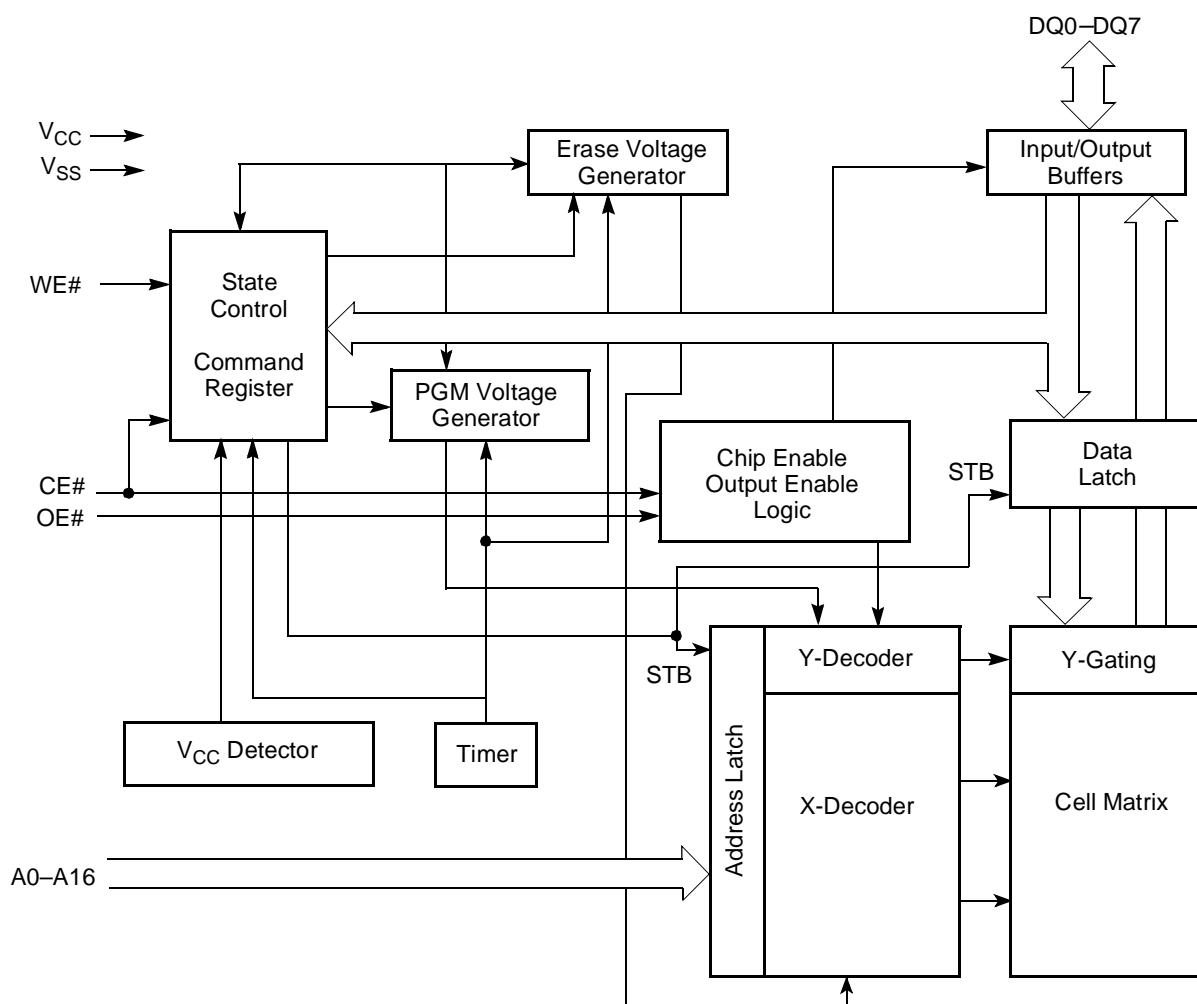 DQ0–DQ7
VCC
VSS
Erase Voltage
Generator
Input/Output
Buffers
WE#
State
Control
Command
Register
PGM Voltage
Generator
Chip Enable
Output Enable
Logic
STB
Data
Latch
CE#
OE#
STB
Y-Decoder
Y-Gating
VCC Detector
Timer
Address Latch
X-Decoder
Cell Matrix
A0–A16